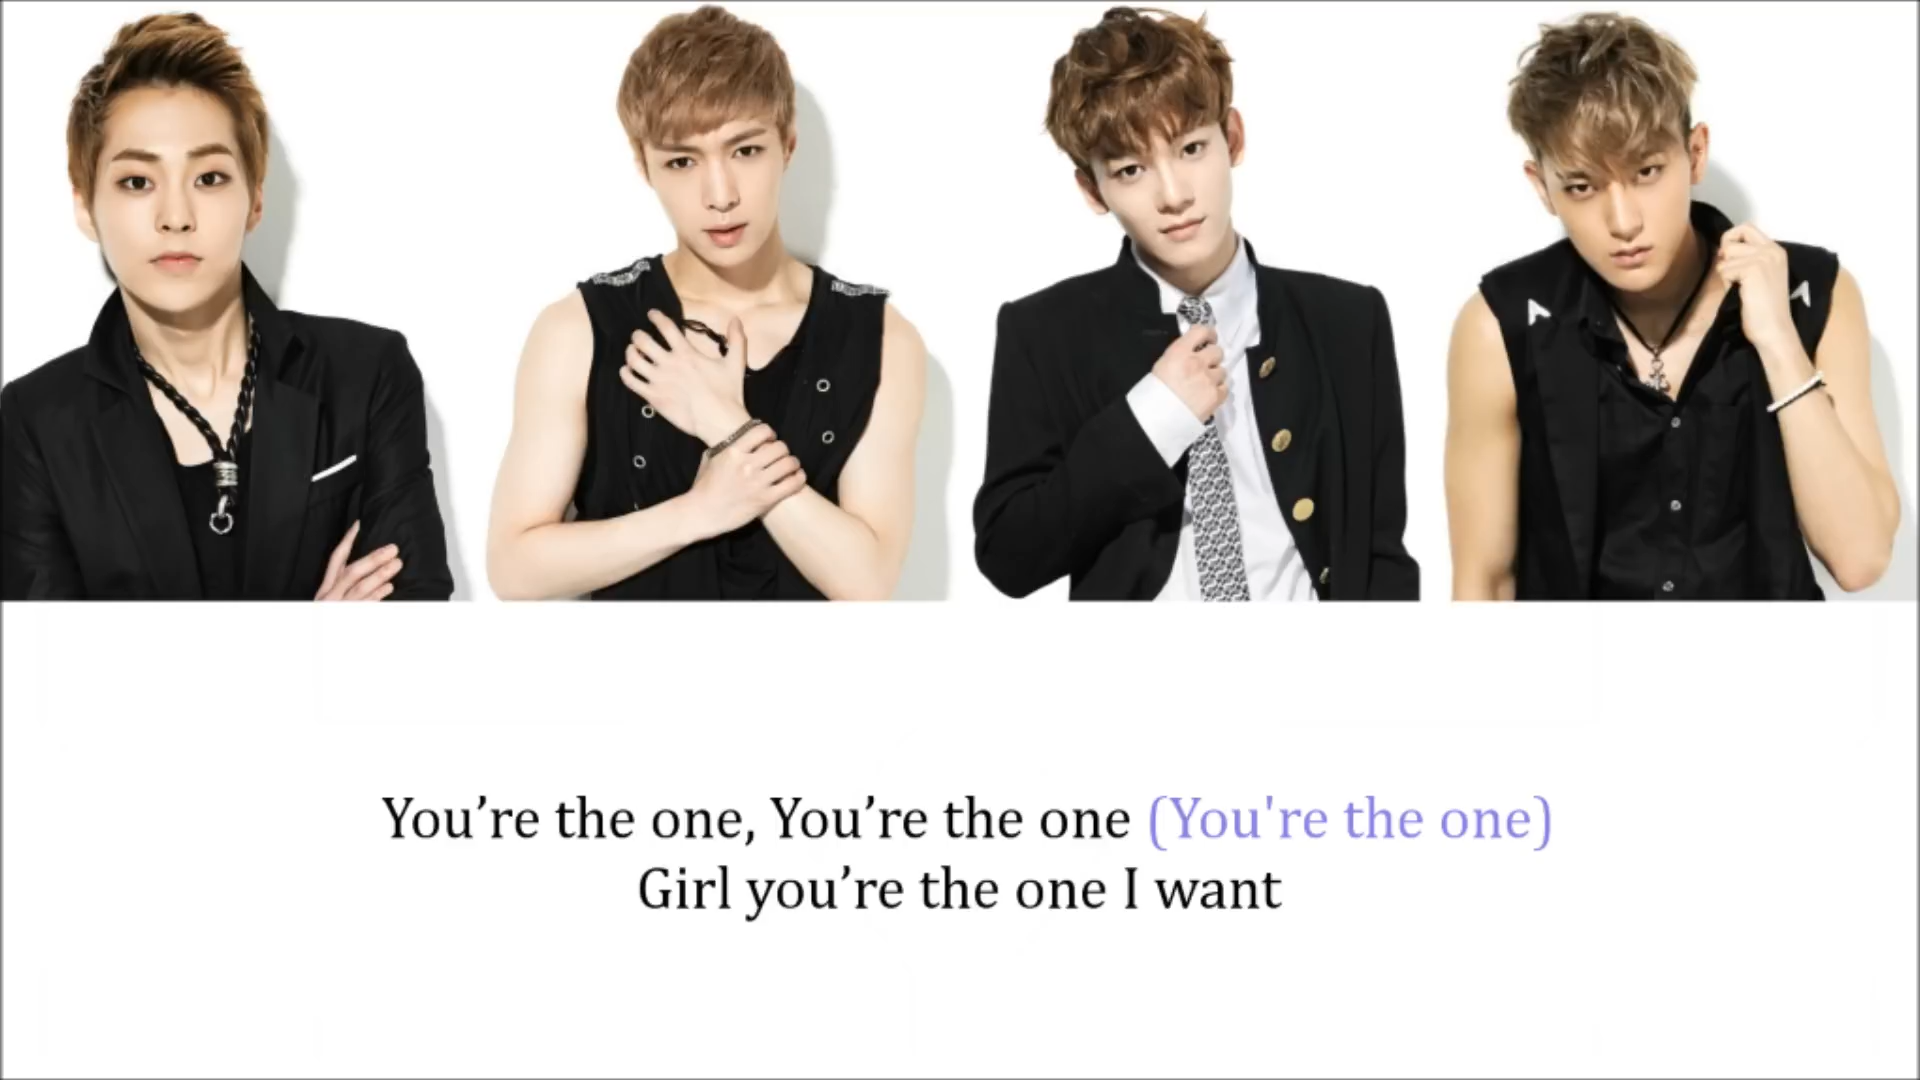 You’re the one, You’re the one (You're the one)
Girl you’re the one I want